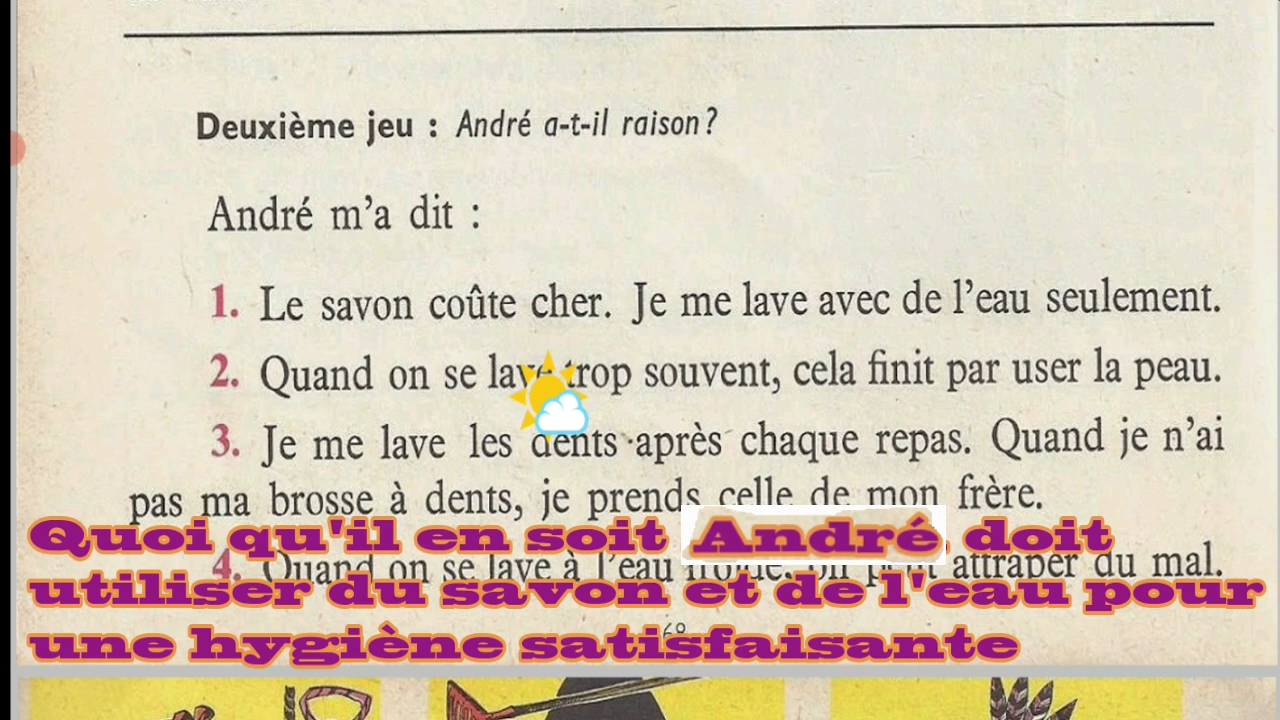 Deuxième jeu : André a-t-il raison ?
André m'a dit :
1. Le savon coûte cher. Je me lave avec de l'eau seulement.
2. Quand on se lave trop souvent, cela finit par user la peau.
3. Je me lave les dents après chaque repas. Quand je n'ai
pas ma brosse à dents, je prends celle de mon frère.
Quoi qu'il en soit André doit
4. Quand on se lave à l'eau froide, on peut attraper du mal.
utiliser du savon et de l'eau pour
une hygiène satisfaisante